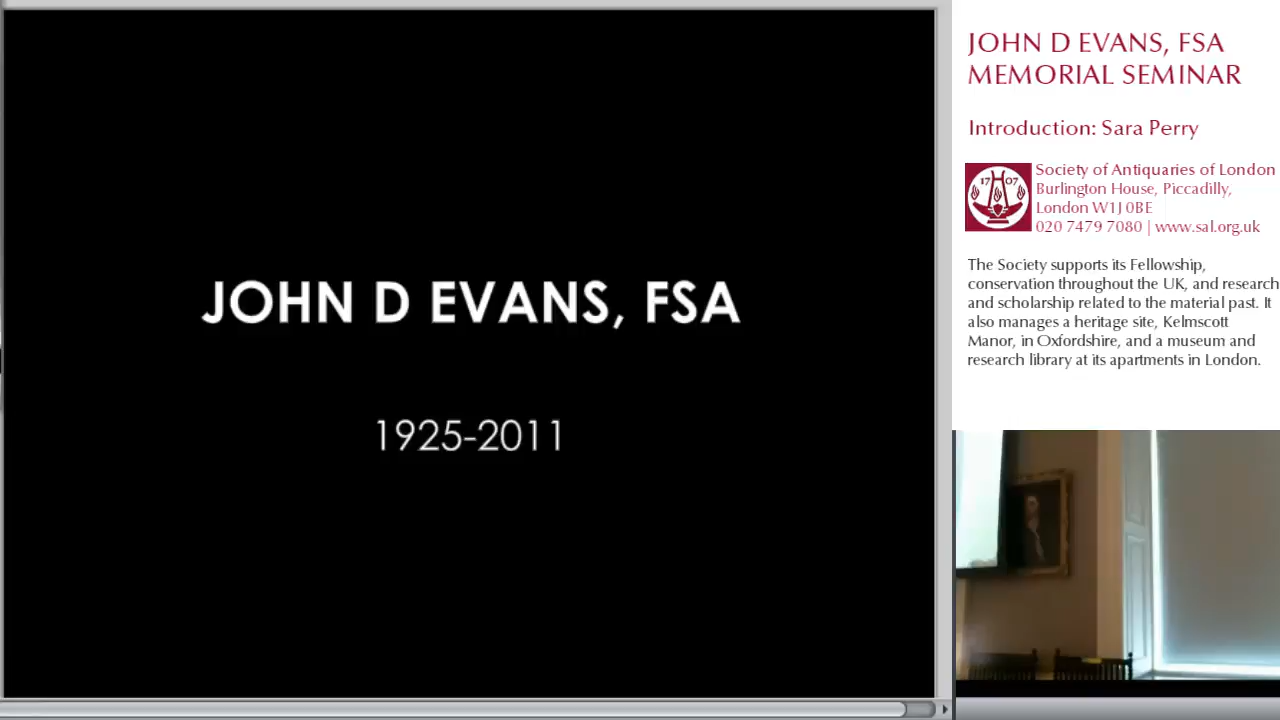 JOHN D EVANS, FSA
1925-2011
JOHN D EVANS, FSA
MEMORIAL SEMINAR
Introduction: Sara Perry
1707
Society of Antiquaries of London
Burlington House, Piccadilly,
London W1J 0BE
020 7479 7080 | www.sal.org.uk
The Society supports its Fellowship,
conservation throughout the UK, and research
and scholarship related to the material past. It
also manages a heritage site, Kelmscott
Manor, in Oxfordshire, and a museum and
research library at its apartments in London.